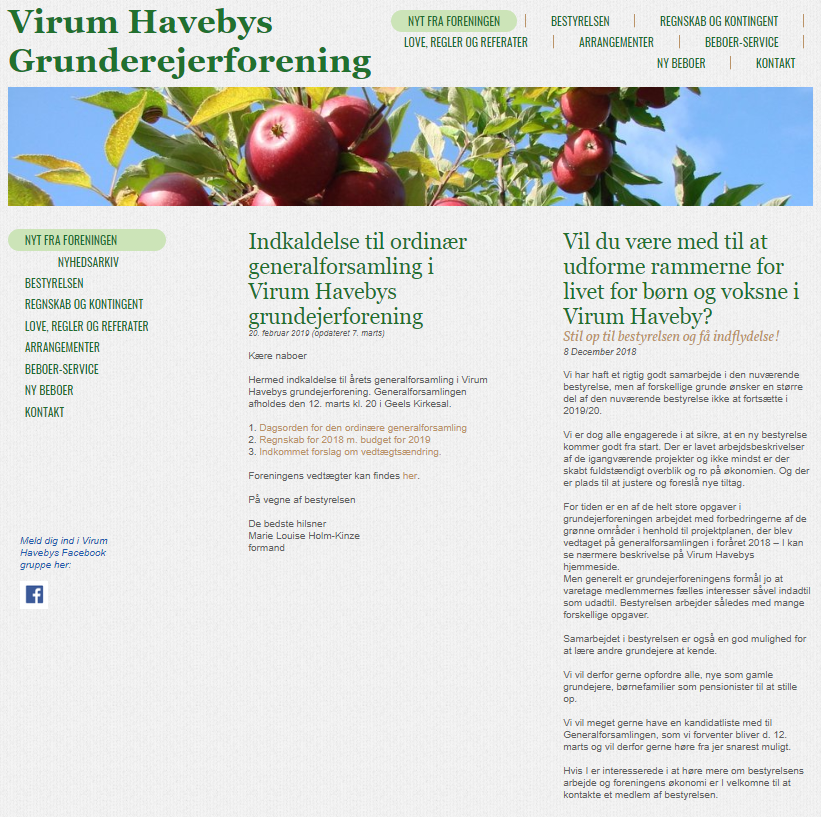 Virum Havebys
Grunderejerforening
NYT FRA FORENINGEN
BESTYRELSEN
REGNSKAB OG KONTINGENT
LOVE, REGLER OG REFERATER
ARRANGEMENTER
BEBOER-SERVICE
NY BEBOER
KONTAKT
NYT FRA FORENINGEN
NYHEDSARKIV
BESTYRELSEN
REGNSKAB OG KONTINGENT
LOVE, REGLER OG REFERATER
ARRANGEMENTER
BEBOER-SERVICE
NY BEBOER
KONTAKT
Meld dig ind i Virum
Havebys Facebook
gruppe her:
Indkaldelse til ordinær
generalforsamling i
Virum Havebys
grundejerforening
20. februar 2019 (opdateret 7. marts)
Kære naboer
Hermed indkaldelse til årets generalforsamling i Virum
Havebys grundejerforening. Generalforsamlingen
afholdes den 12. marts kl. 20 i Geels Kirkesal.
1. Dagsorden for den ordinære generalforsamling
2. Regnskab for 2018 m. budget for 2019
3. Indkommet forslag om vedtægtsændring.
Foreningens vedtægter kan findes her.
På vegne af bestyrelsen
De bedste hilsner
Marie Louise Holm-Kinze
formand
Vil du være med til at
udforme rammerne for
livet for børn og voksne i
Virum Haveby?
Stil op til bestyrelsen og få indflydelse!
8 December 2018
Vi har haft et rigtig godt samarbejde i den nuværende
bestyrelse, men af forskellige grunde ønsker en større
del af den nuværende bestyrelse ikke at fortsætte i
2019/20.
Vi er dog alle engagerede i at sikre, at en ny bestyrelse
kommer godt fra start. Der er lavet arbejdsbeskrivelser
af de igangværende projekter og ikke mindst er der
skabt fuldstændigt overblik og ro på økonomien. Og der
er plads til at justere og foreslå nye tiltag.
For tiden er en af de helt store opgaver i
grundejerforeningen arbejdet med forbedringerne af de
grønne områder i henhold til projektplanen, der blev
vedtaget på generalforsamlingen i foråret 2018 – I kan
se nærmere beskrivelse på Virum Havebys
hjemmeside.
Men generelt er grundejerforeningens formål jo at
varetage medlemmernes fælles interesser såvel indadtil
som udadtil. Bestyrelsen arbejder således med mange
forskellige opgaver.
Samarbejdet i bestyrelsen er også en god mulighed for
at lære andre grundejere at kende.
Vi vil derfor gerne opfordre alle, nye som gamle
grundejere, børnefamilier som pensionister til at stille
op.
Vi vil meget gerne have en kandidatliste med til
Generalforsamlingen, som vi forventer bliver d. 12.
marts og vil derfor gerne høre fra jer snarest muligt.
Hvis I er interesserede i at høre mere om bestyrelsens
arbejde og foreningens økonomi er I velkomne til at
kontakte et medlem af bestyrelsen.